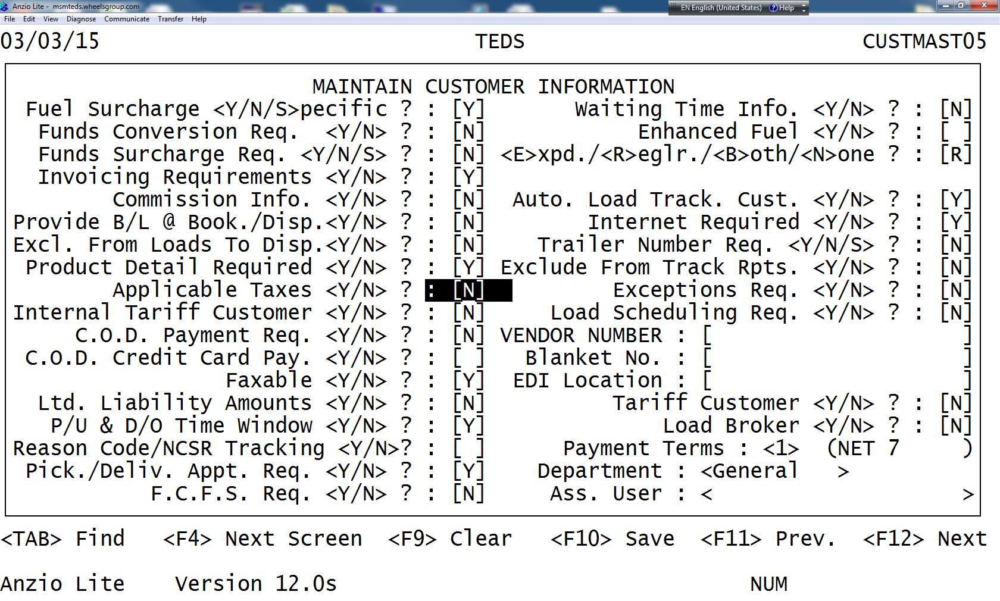 Anzio Lite - msmteds.wheelsgroup.com
EN English (United States) Help
File Edit View Diagnose Communicate Transfer Help
03/03/15 TEDS CUSTMAST05
MAINTAIN CUSTOMER INFORMATION
Fuel Surcharge <Y/N/S>pecific ? : [Y] Waiting Time Info. <Y/N> ? : [N]
Funds Conversion Req. <Y/N> ? : [N] Enhanced Fuel <Y/N> ? : [ ]
Funds Surcharge Req. <Y/N/S> ? : [N] <E>xpd./<R>eglr./<B>oth/<N>one ? : [R]
Invoicing Requirements <Y/N> ? : [Y]
Commission Info. <Y/N> ? : [N] Auto. Load Track. Cust. <Y/N> ? : [Y]
Provide B/L @ Book./Disp.<Y/N> ? : [N] Internet Required <Y/N> ? : [Y]
Excl. From Loads To Disp.<Y/N> ? : [N] Trailer Number Req. <Y/N/S> ? : [N]
Product Detail Required <Y/N> ? : [Y] Exclude From Track Rpts. <Y/N> ? : [N]
Applicable Taxes <Y/N> ? : [N] Exceptions Req. <Y/N> ? : [N]
Internal Tariff Customer <Y/N> ? : [N] Load Scheduling Req. <Y/N> ? : [N]
C.O.D. Payment Req. <Y/N> ? : [N] VENDOR NUMBER : [ ]
C.O.D. Credit Card Pay. <Y/N> ? : [ ] Blanket No. : [ ]
Faxable <Y/N> ? : [Y] EDI Location : [ ]
Ltd. Liability Amounts <Y/N> ? : [N] Tariff Customer <Y/N> ? : [N]
P/U & D/O Time Window <Y/N> ? : [Y] Load Broker <Y/N> ? : [N]
Reason Code/NCSR Tracking <Y/N>? : [ ] Payment Terms : <1> (NET 7 )
Pick./Deliv. Appt. Req. <Y/N> ? : [Y] Department : <General >
F.C.F.S. Req. <Y/N> ? : [N] Ass. User : < >
<TAB> Find <F4> Next Screen <F9> Clear <F10> Save <F11> Prev. <F12> Next
Anzio Lite Version 12.0s NUM